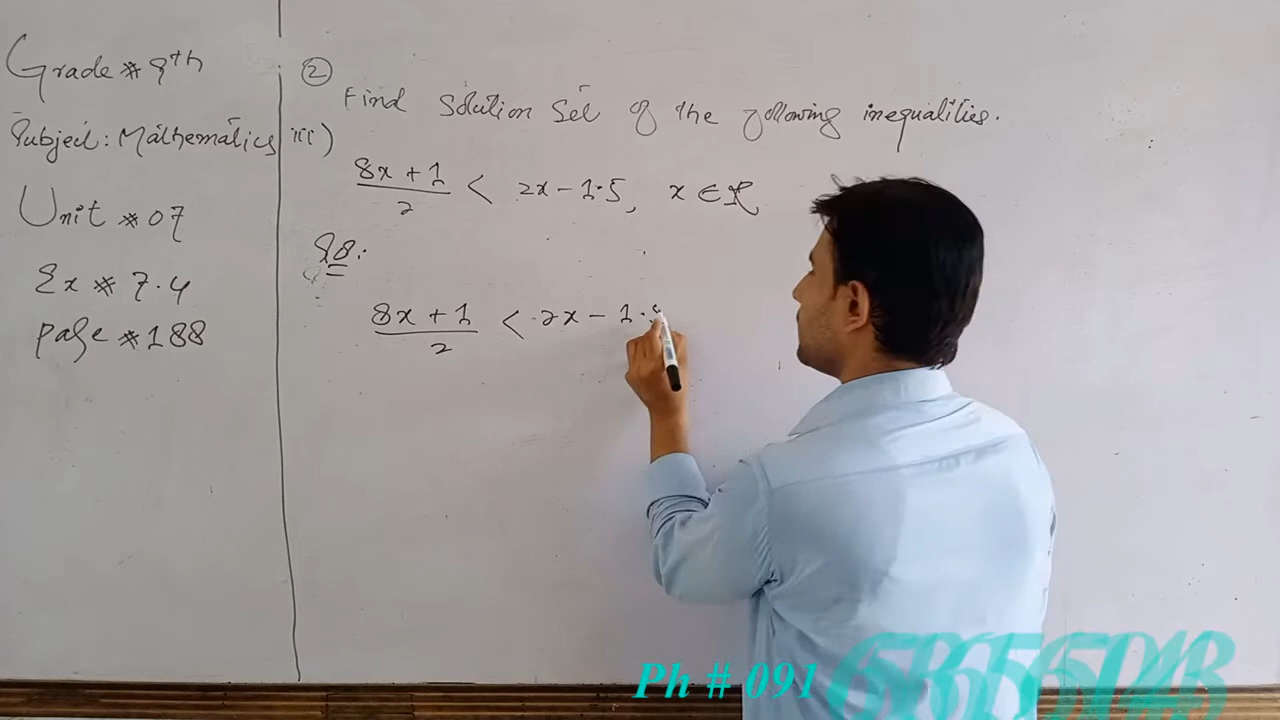 Grade # 9th
Subject: Mathematics
Unit # 07
Ex # 7.4
page # 188
②
Find Solution Set of the following inequalities.
iii)
8x + 1 / 2 < 2x - 1.5, x ∈ R
Sol:
8x + 1 / 2 < 2x - 1.5
Ph # 091